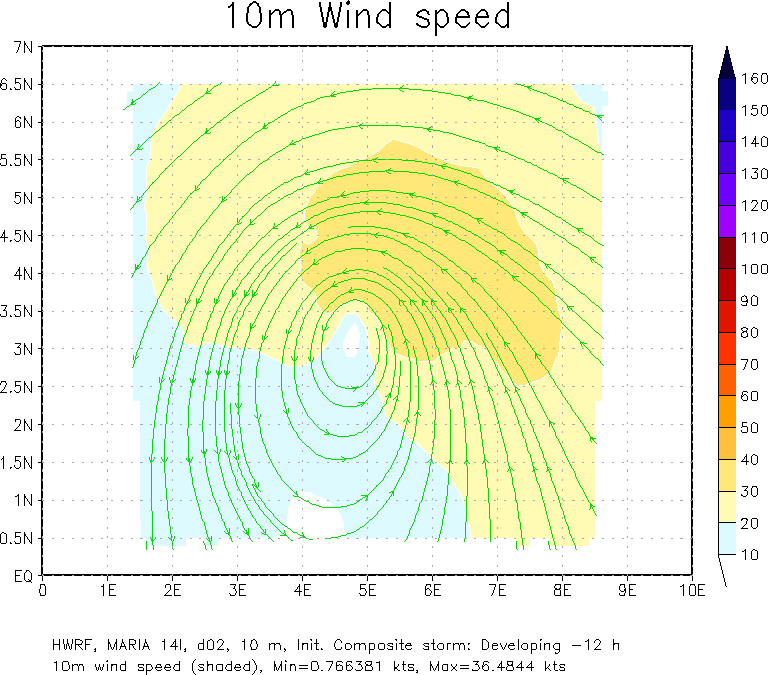 10m Wind speed
7N
6.5N
6N
5.5N
5N
4.5N
4N
3.5N
3N
2.5N
2N
1.5N
1N
0.5N
EQ
0 1E 2E 3E 4E 5E 6E 7E 8E 9E 10E
160
150
140
130
120
110
100
90
80
70
60
50
40
30
20
10
HWRF, MARIA 14l, d02, 10 m, Init. Composite storm: Developing -12 h
10m wind speed (shaded), Min=0.766381 kts, Max=36.4844 kts